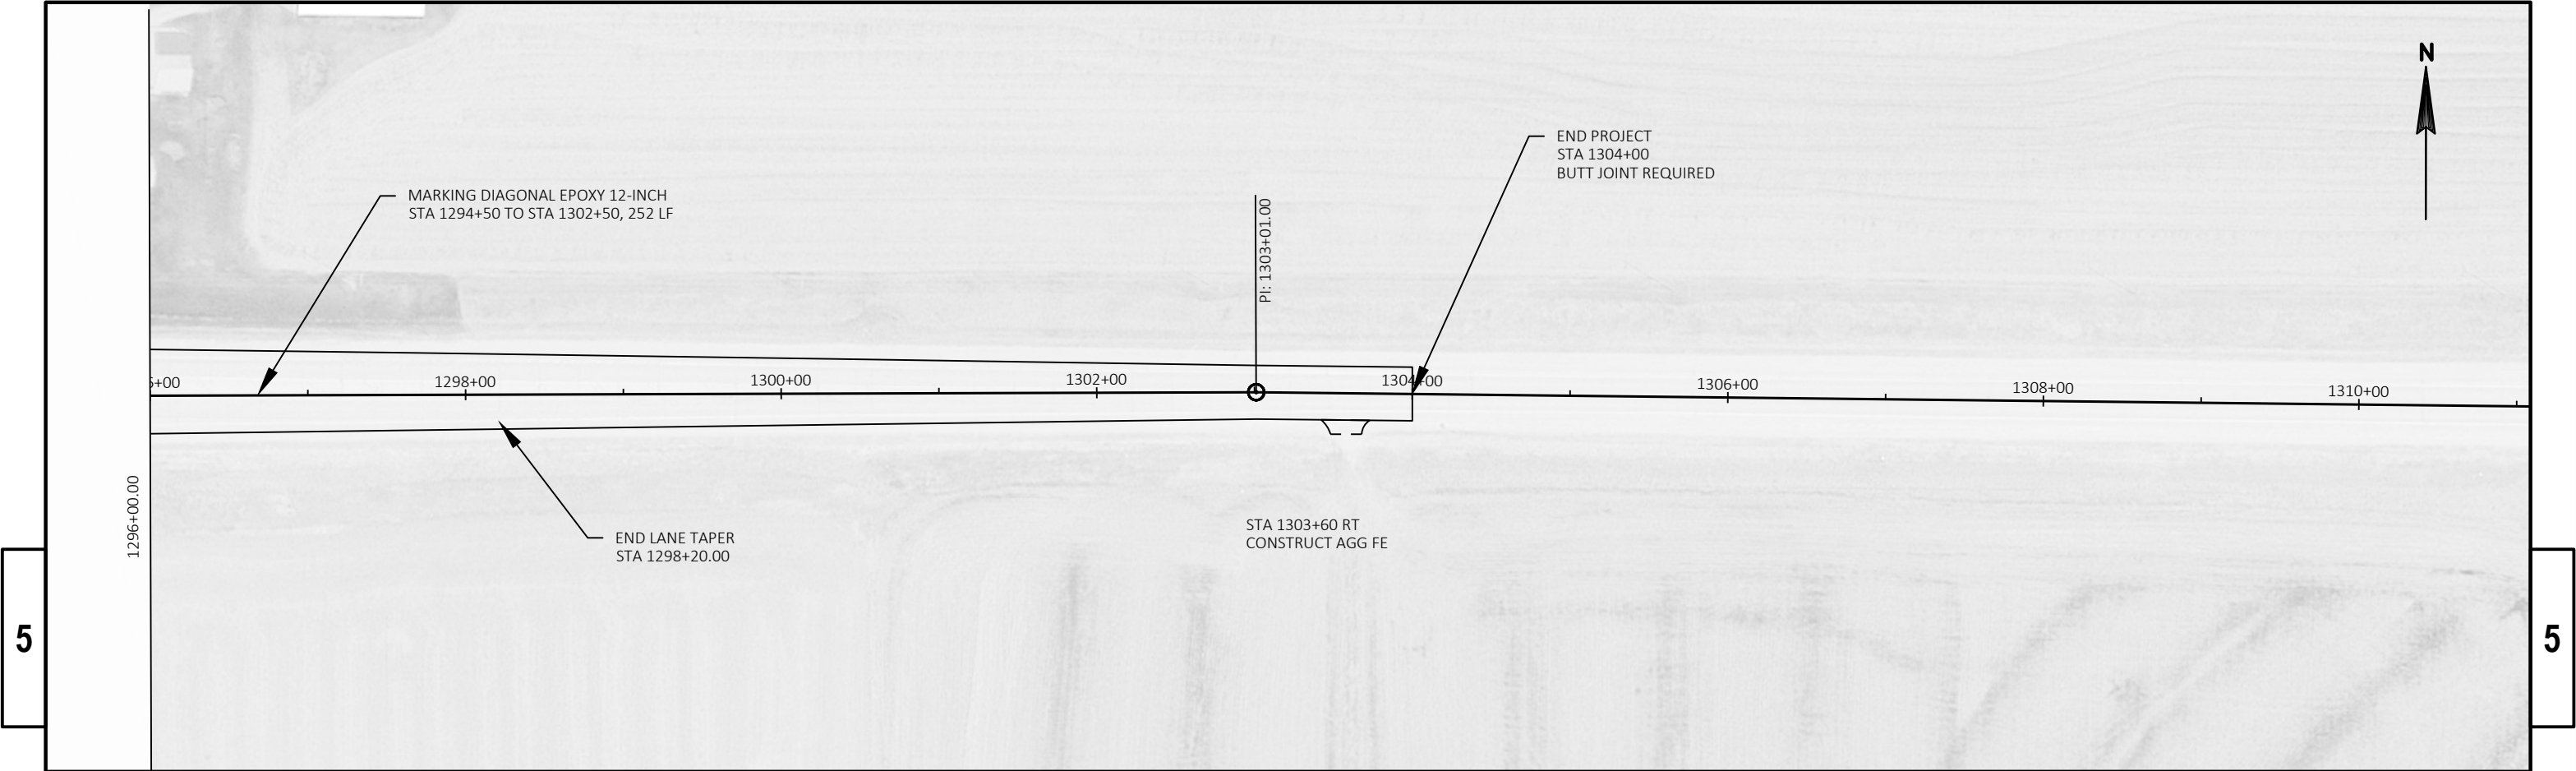 N
END PROJECT
STA 1304+00
BUTT JOINT REQUIRED
MARKING DIAGONAL EPOXY 12-INCH
STA 1294+50 TO STA 1302+50, 252 LF
PI: 1303+01.00
6+00
1298+00
1300+00
1302+00
1304+00
1306+00
1308+00
1310+00
1296+00.00
END LANE TAPER
STA 1298+20.00
STA 1303+60 RT
CONSTRUCT AGG FE
5
5